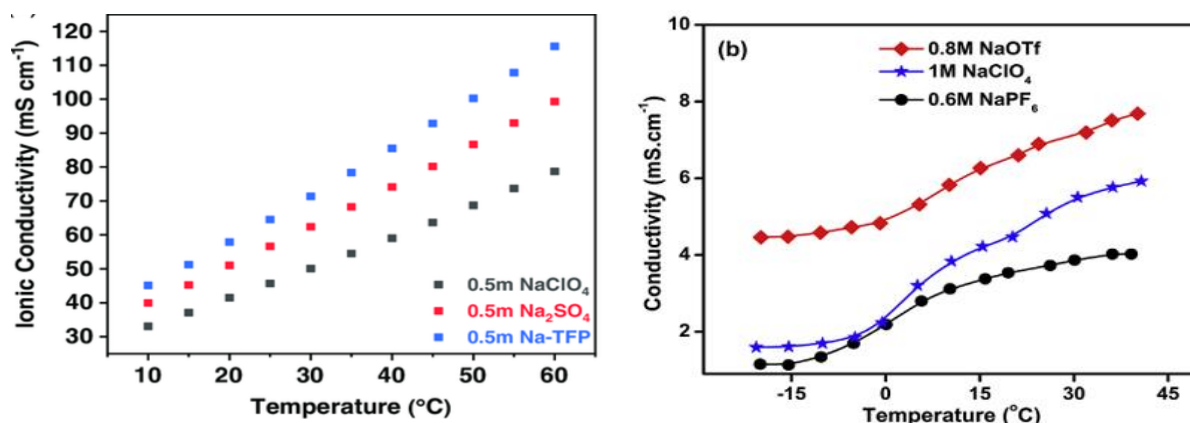 Ionic Conductivity (mS cm⁻¹)
120
110
100
90
80
70
60
50
40
30
0.5m NaClO₄
0.5m Na₂SO₄
0.5m Na-TFP
10 20 30 40 50 60
Temperature (°C)
(b)
Conductivity (mS.cm⁻¹)
10
8
6
4
2
0.8M NaOTf
1M NaClO₄
0.6M NaPF₆
-15 0 15 30 45
Temperature (°C)